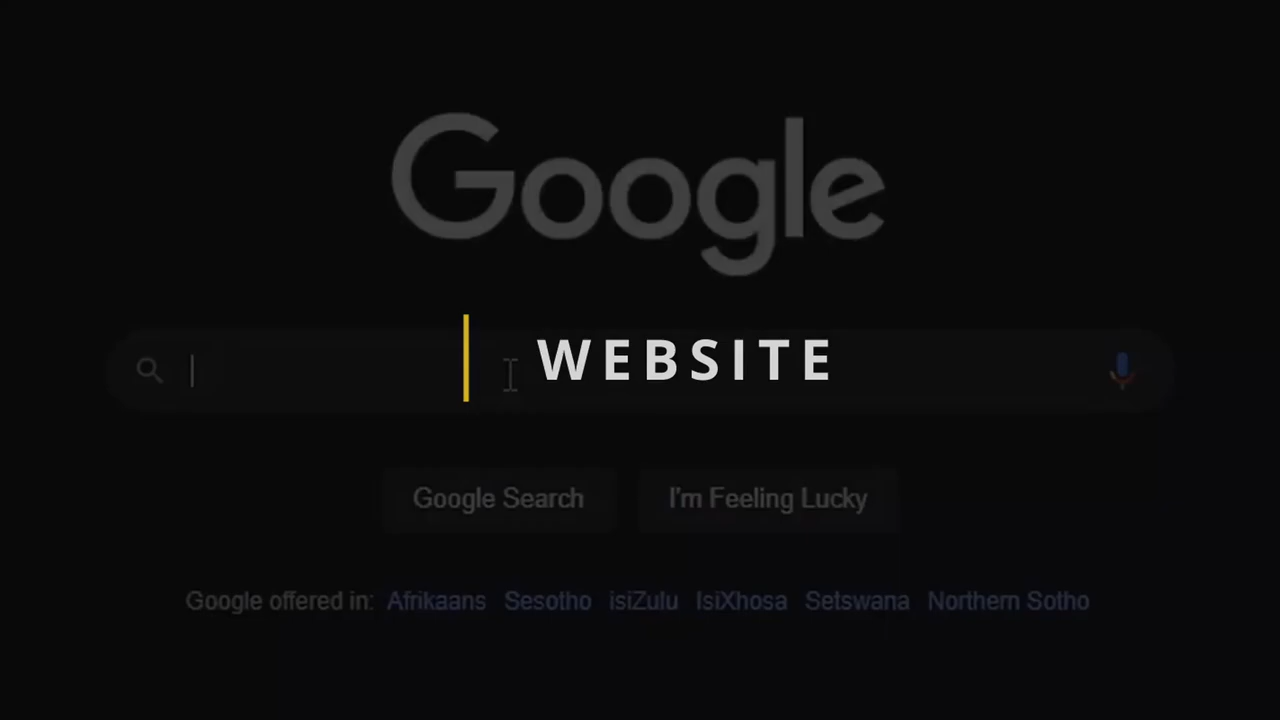 Google
WEBSITE
Google Search I'm Feeling Lucky
Google offered in: Afrikaans Sesotho isiZulu IsiXhosa Setswana Northern Sotho